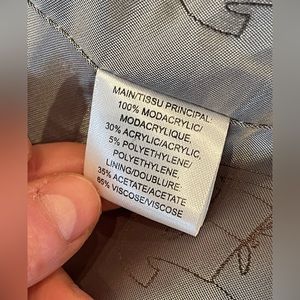 MAIN/TISSU PRINCIPAL:
100% MODACRYLIC/
MODACRYLIQUE,
30% ACRYLIC/ACRYLIC,
5% POLYETHYLENE/
POLYETHYLENE,
LINING/DOUBLURE:
35% ACETATE/ACETATE
65% VISCOSE/VISCOSE